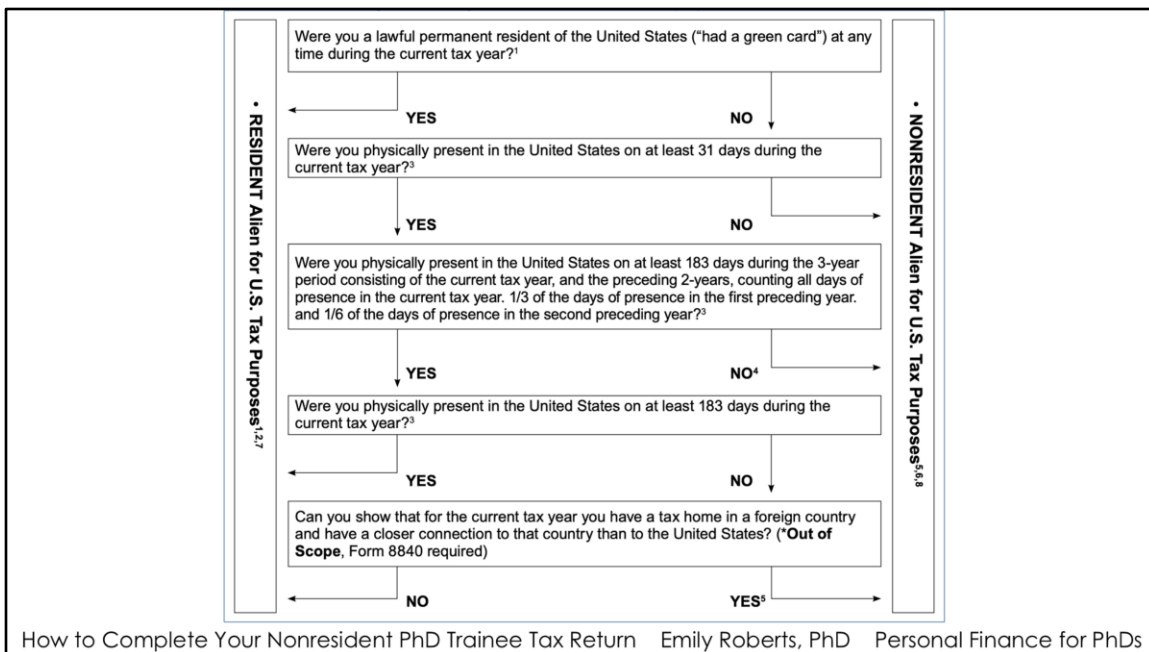 Were you a lawful permanent resident of the United States (“had a green card”) at any
time during the current tax year?¹
YES
NO
Were you physically present in the United States on at least 31 days during the
current tax year?³
YES
NO
Were you physically present in the United States on at least 183 days during the 3-year
period consisting of the current tax year, and the preceding 2-years, counting all days of
presence in the current tax year. 1/3 of the days of presence in the first preceding year.
and 1/6 of the days of presence in the second preceding year?³
YES
NO⁴
Were you physically present in the United States on at least 183 days during the
current tax year?³
YES
NO
Can you show that for the current tax year you have a tax home in a foreign country
and have a closer connection to that country than to the United States? (*Out of
Scope, Form 8840 required)
NO
YES⁵
• RESIDENT Alien for U.S. Tax Purposes¹,²,⁷
• NONRESIDENT Alien for U.S. Tax Purposes⁵,⁶,⁸
How to Complete Your Nonresident PhD Trainee Tax Return Emily Roberts, PhD Personal Finance for PhDs